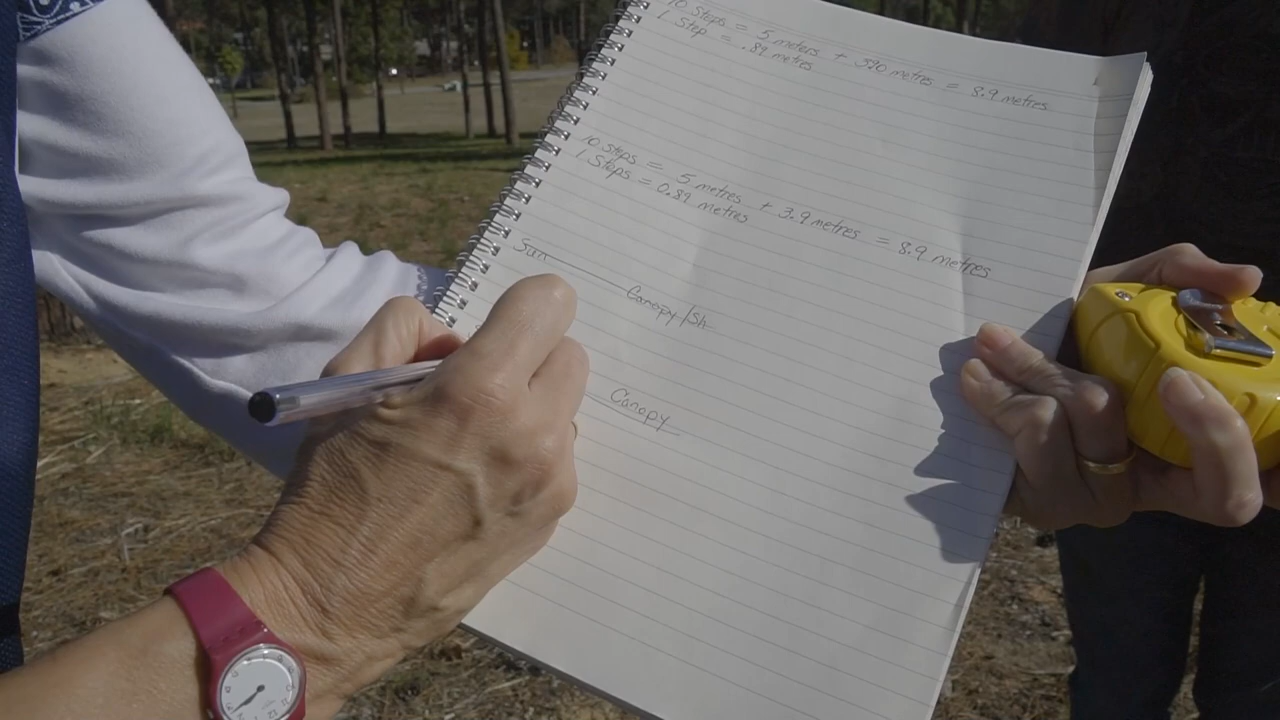 10 Steps = 5 meters + 390 metres = 8.9 metres
1 Step = .89 metres
10 Steps = 5 metres + 3.9 metres = 8.9 metres
1 Steps = 0.89 metres
Sun
Canopy/Sh
Canopy